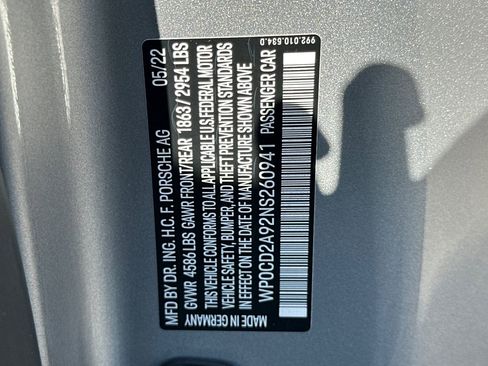 MFD BY DR. ING. H.C. F. PORSCHE AG 05/22
GVWR 4586 LBS GAWR FRONT/REAR 1863 / 2954 LBS
THIS VEHICLE CONFORMS TO ALL APPLICABLE U.S. FEDERAL MOTOR
VEHICLE SAFETY, BUMPER, AND THEFT PREVENTION STANDARDS
IN EFFECT ON THE DATE OF MANUFACTURE SHOWN ABOVE
WP0CD2A92NS260941 PASSENGER CAR
MADE IN GERMANY
992.010.534.D